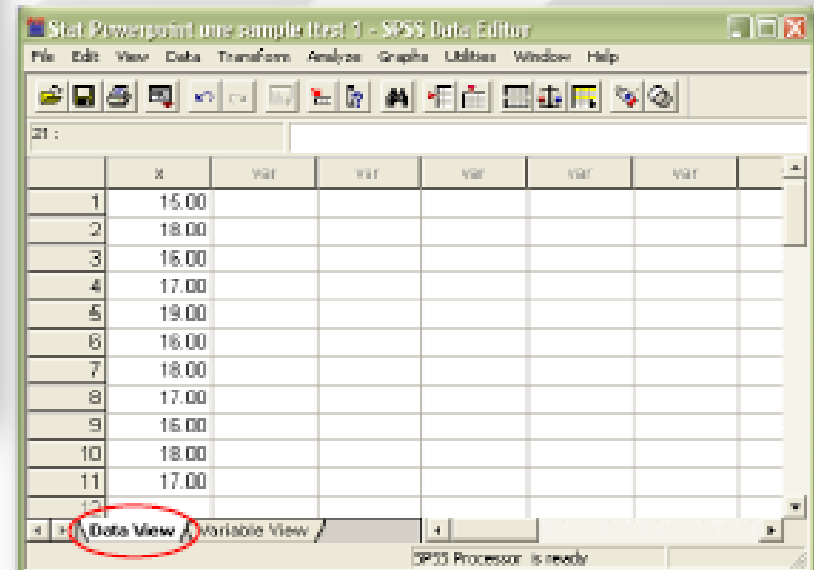 Stat Powerpoint one sample ttest 1 - SPSS Data Editor
File Edit View Data Transform Analyze Graphs Utilities Window Help
21 :
x var var var var var
1 15.00
2 18.00
3 16.00
4 17.00
5 19.00
6 16.00
7 18.00
8 17.00
9 16.00
10 18.00
11 17.00
12
Data View Variable View
SPSS Processor is ready